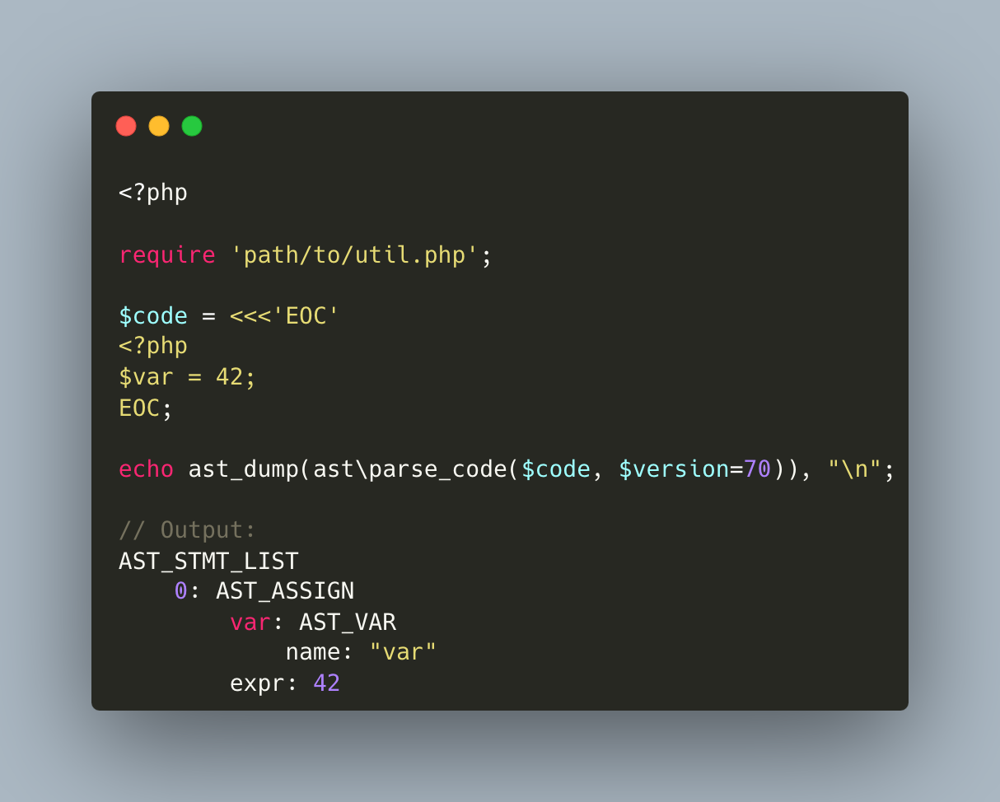 <?php
require 'path/to/util.php';
$code = <<<'EOC'
<?php
$var = 42;
EOC;
echo ast_dump(ast\parse_code($code, $version=70)), "\n";
// Output:
AST_STMT_LIST
    0: AST_ASSIGN
        var: AST_VAR
            name: "var"
        expr: 42